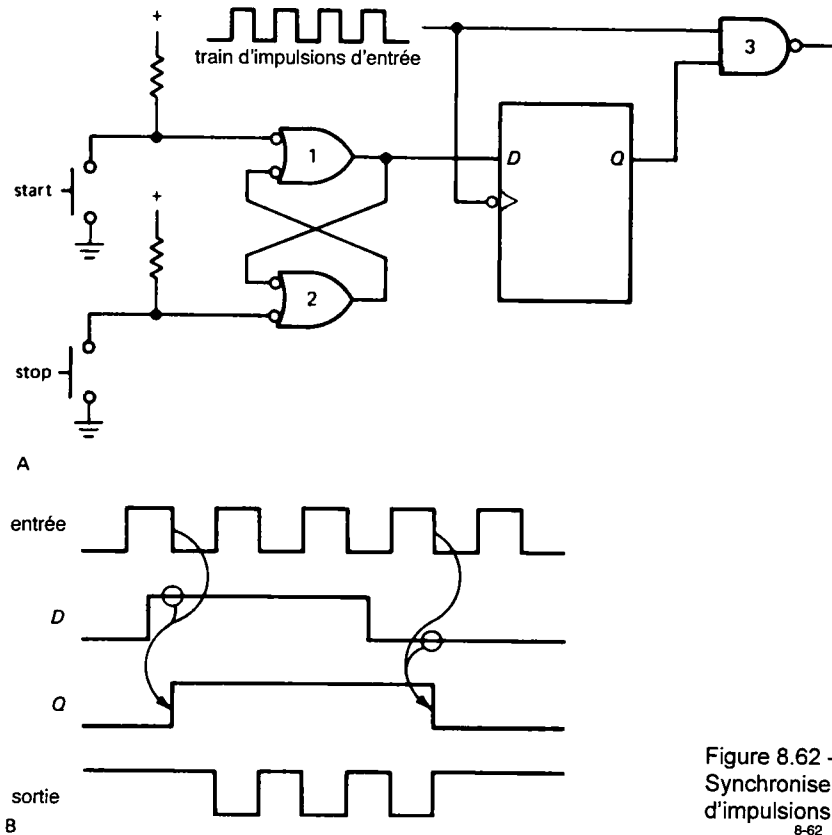 +
train d'impulsions d'entrée
3
1
D
Q
start
+
2
stop
A
entrée
D
Q
sortie
B
Figure 8.62 -
Synchronise
d'impulsions
8-62